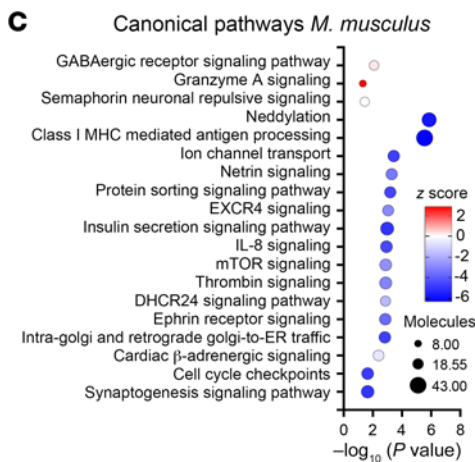 c
Canonical pathways M. musculus
GABAergic receptor signaling pathway
Granzyme A signaling
Semaphorin neuronal repulsive signaling
Neddylation
Class I MHC mediated antigen processing
Ion channel transport
Netrin signaling
Protein sorting signaling pathway
EXCR4 signaling
Insulin secretion signaling pathway
IL-8 signaling
mTOR signaling
Thrombin signaling
DHCR24 signaling pathway
Ephrin receptor signaling
Intra-golgi and retrograde golgi-to-ER traffic
Cardiac β-adrenergic signaling
Cell cycle checkpoints
Synaptogenesis signaling pathway
z score
2
0
-2
-4
-6
Molecules
8.00
18.55
43.00
0 2 4 6 8
–log10 (P value)